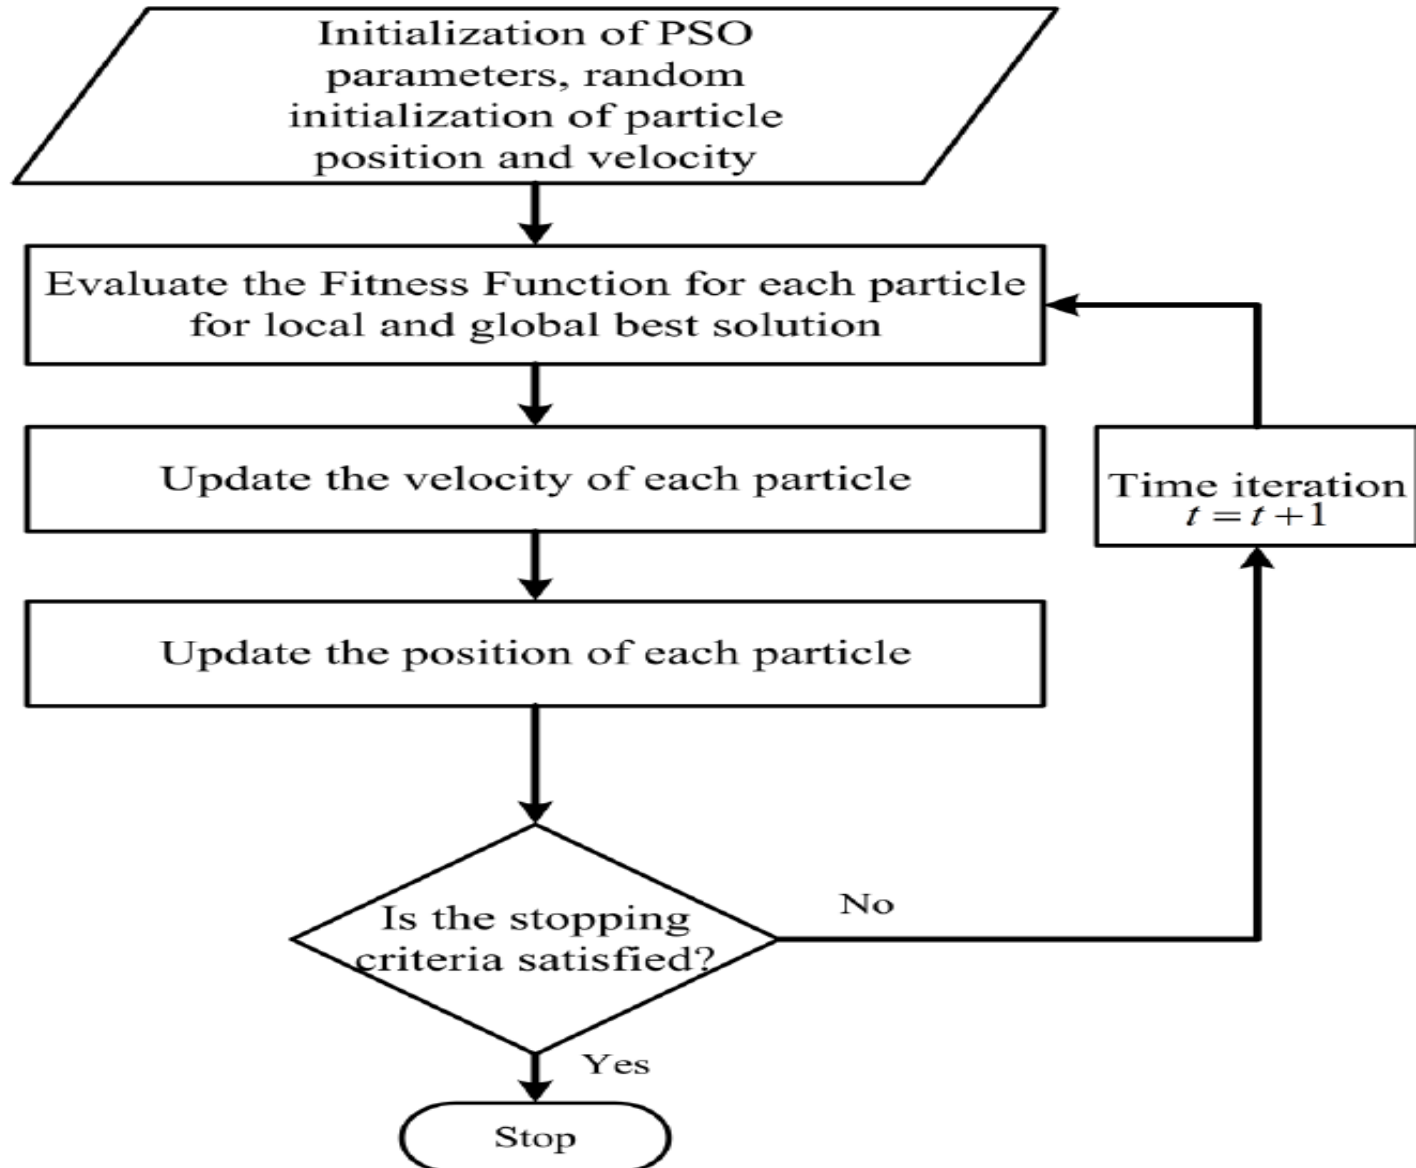 Initialization of PSO
parameters, random
initialization of particle
position and velocity
Evaluate the Fitness Function for each particle
for local and global best solution
Update the velocity of each particle
Time iteration
t = t + 1
Update the position of each particle
Is the stopping
criteria satisfied?
No
Yes
Stop